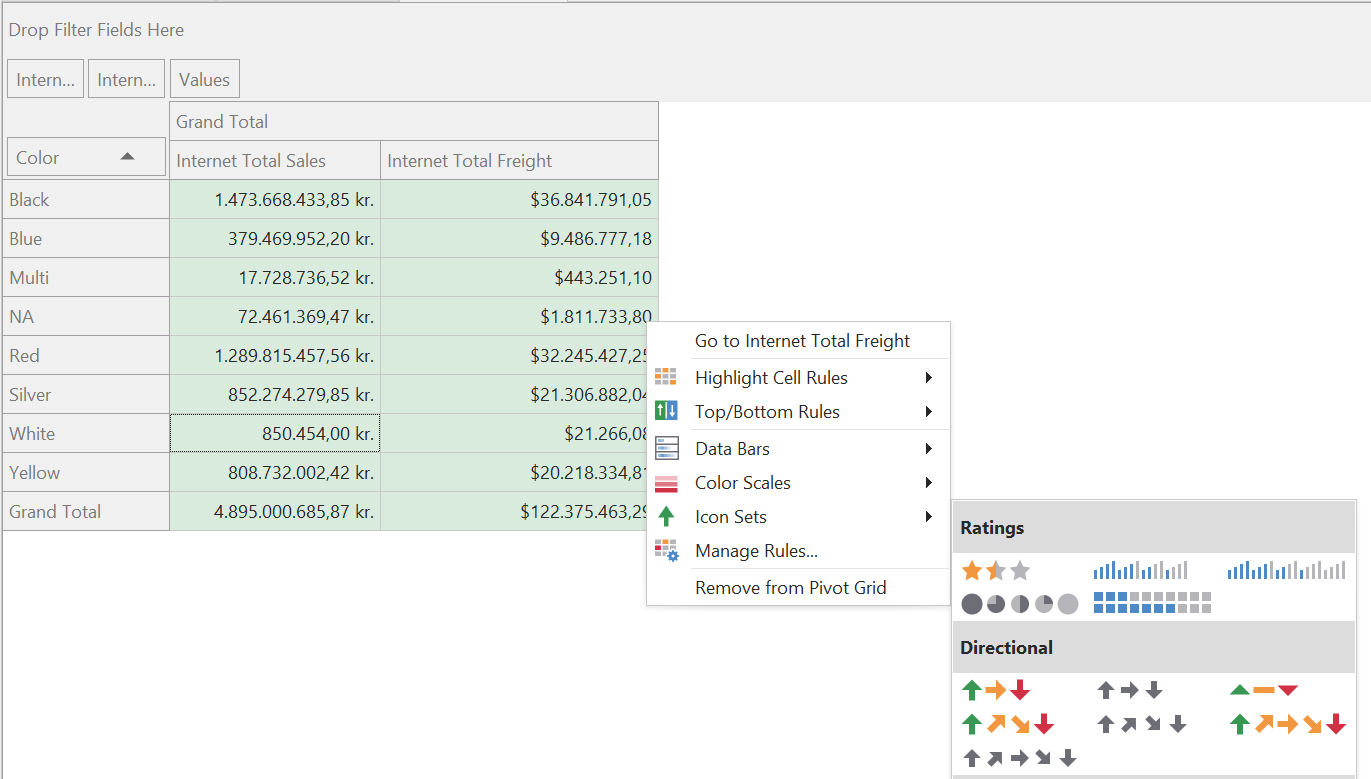 Drop Filter Fields Here
Intern... Intern... Values
Grand Total
Color Internet Total Sales Internet Total Freight
Black 1.473.668.433,85 kr. $36.841.791,05
Blue 379.469.952,20 kr. $9.486.777,18
Multi 17.728.736,52 kr. $443.251,10
NA 72.461.369,47 kr. $1.811.733,80
Red 1.289.815.457,56 kr. $32.245.427,25
Silver 852.274.279,85 kr. $21.306.882,04
White 850.454,00 kr. $21.266,08
Yellow 808.732.002,42 kr. $20.218.334,81
Grand Total 4.895.000.685,87 kr. $122.375.463,29
Go to Internet Total Freight
Highlight Cell Rules
Top/Bottom Rules
Data Bars
Color Scales
Icon Sets
Manage Rules...
Remove from Pivot Grid
Ratings
Directional